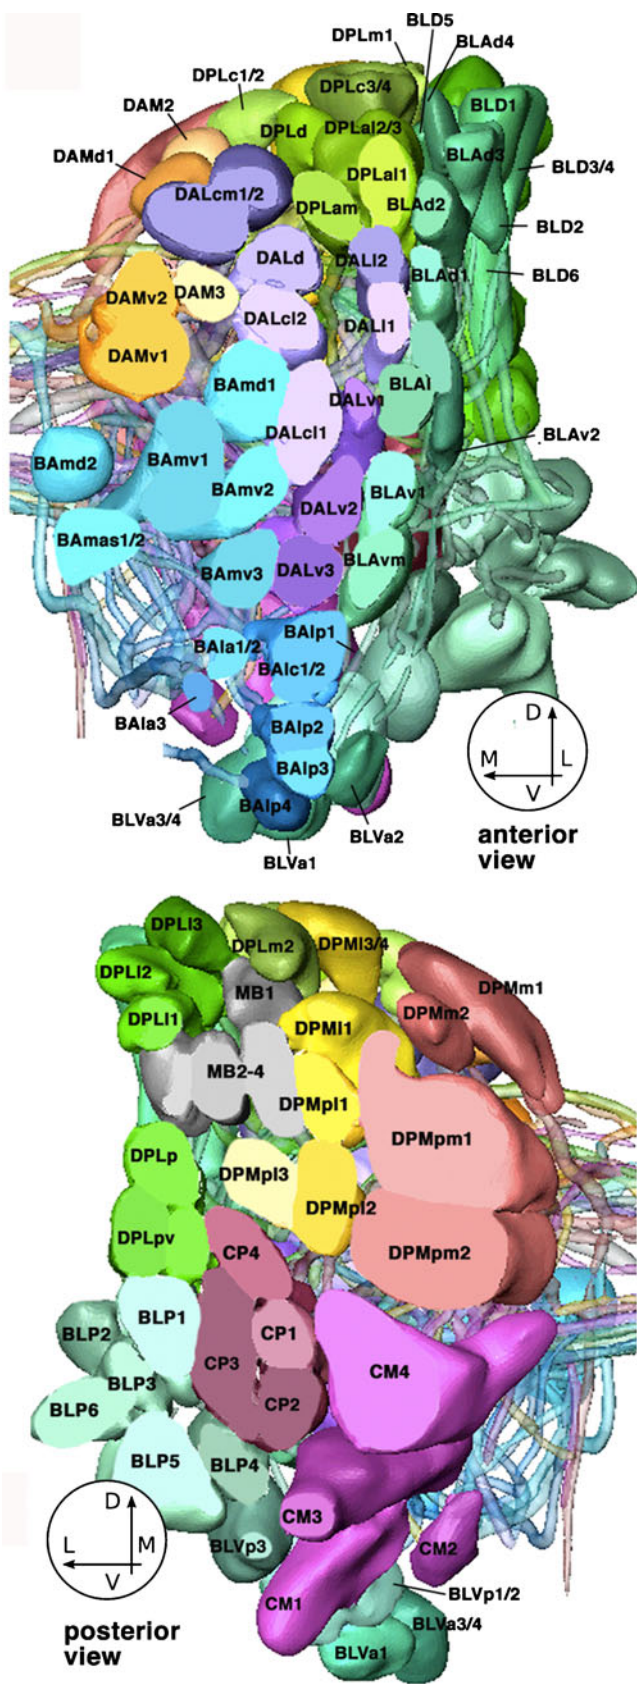 BLD5
DPLm1
BLAd4
DPLc1/2
DPLc3/4
DAM2
BLD1
DPLd
DPLal2/3
DAMd1
BLAd3
BLD3/4
DPLal1
DALcm1/2
DPLam
BLAd2
BLD2
DALd
DALl2
BLAd1
BLD6
DAMv2
DAM3
DALcl2
DALl1
DAMv1
BAmd1
BLAl
DALv1
DALcl1
BLAv2
BAmd2
BAmv1
BAmv2
BLAv1
DALv2
BAmas1/2
BAmv3
DALv3
BLAvm
BAlp1
BAla1/2
BAlc1/2
BAla3
BAlp2
D
M
L
V
BAlp3
BAlp4
BLVa3/4
BLVa2
BLVa1
anterior
view
DPLl3
DPLm2
DPMl3/4
DPLl2
MB1
DPMm1
DPMm2
DPLl1
DPMl1
MB2-4
DPMpl1
DPMpm1
DPLp
DPMpl3
DPMpl2
DPLpv
CP4
DPMpm2
BLP1
BLP2
CP1
CP3
CM4
BLP3
CP2
BLP6
BLP5
BLP4
D
L
M
V
CM3
BLVp3
CM2
BLVp1/2
CM1
BLVa3/4
posterior
view
BLVa1